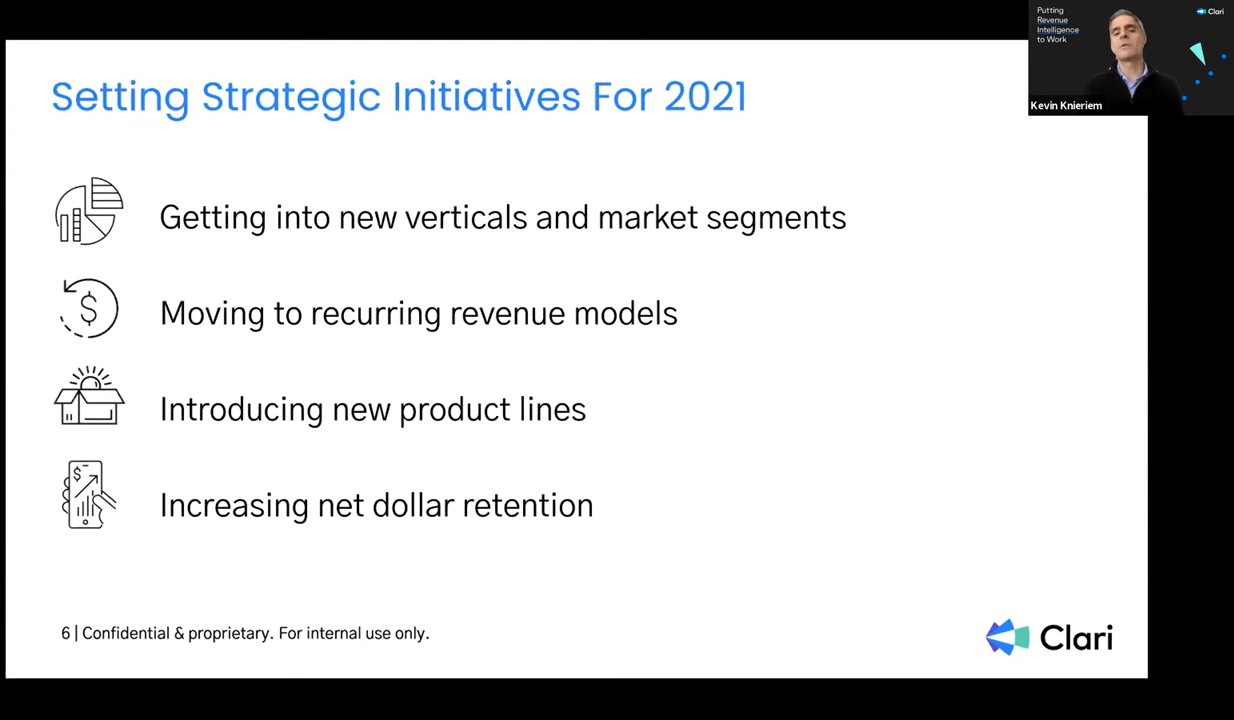 Putting
Revenue
Intelligence
to Work
Clari
Kevin Knieriem
Setting Strategic Initiatives For 2021
Getting into new verticals and market segments
$
Moving to recurring revenue models
Introducing new product lines
$
Increasing net dollar retention
6 | Confidential & proprietary. For internal use only.
Clari